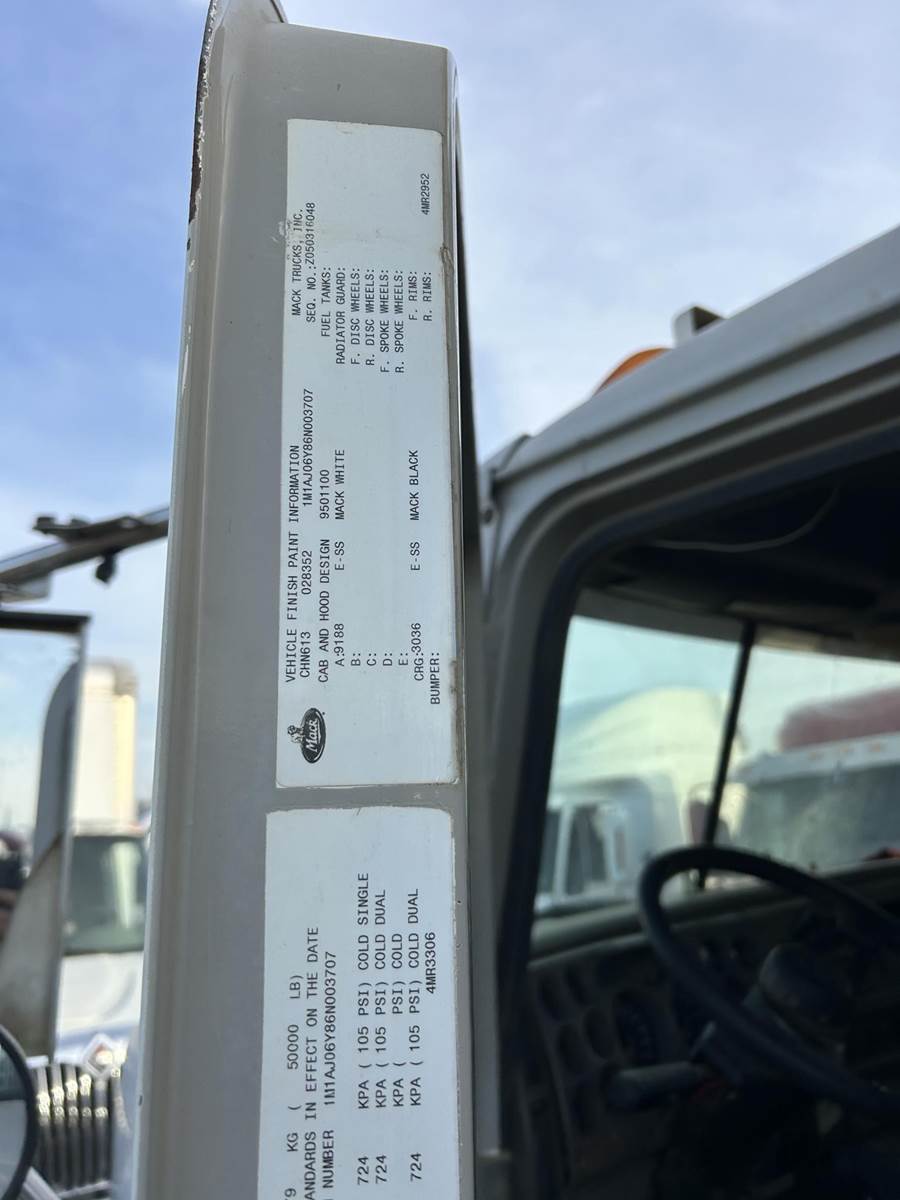 VEHICLE FINISH PAINT INFORMATION MACK TRUCKS, INC.
CHN613 028352 1M1AJ06Y86N003707 SEQ. NO.:Z050316048
CAB AND HOOD DESIGN 9501100 FUEL TANKS:
A:9188 E-SS MACK WHITE RADIATOR GUARD:
B: F. DISC WHEELS:
C: R. DISC WHEELS:
D: F. SPOKE WHEELS:
E: R. SPOKE WHEELS:
CRG:3036 E-SS MACK BLACK F. RIMS:
BUMPER: R. RIMS: 4MR2952
Mack
9 KG ( 50000 LB)
ANDARDS IN EFFECT ON THE DATE
NUMBER 1M1AJ06Y86N003707
724 KPA ( 105 PSI) COLD SINGLE
724 KPA ( 105 PSI) COLD DUAL
KPA ( PSI) COLD
724 KPA ( 105 PSI) COLD DUAL
4MR3306